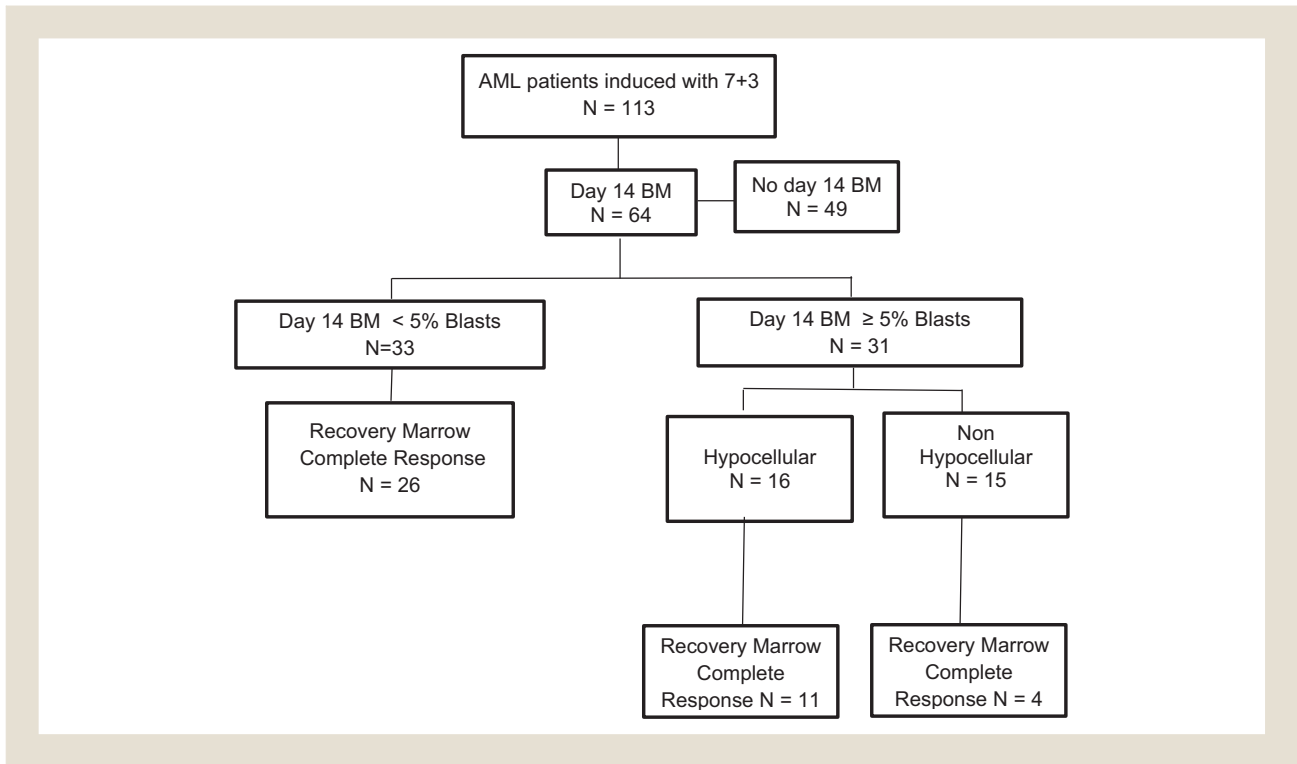 AML patients induced with 7+3
N = 113
Day 14 BM
N = 64
No day 14 BM
N = 49
Day 14 BM < 5% Blasts
N=33
Day 14 BM ≥ 5% Blasts
N = 31
Recovery Marrow
Complete Response
N = 26
Hypocellular
N = 16
Non
Hypocellular
N = 15
Recovery Marrow
Complete
Response N = 11
Recovery Marrow
Complete
Response N = 4